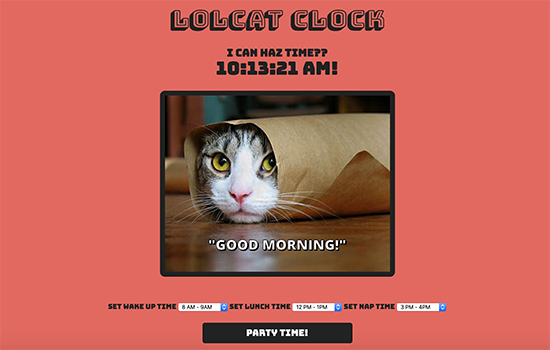 LOLCAT CLOCK
I CAN HAZ TIME??
10:13:21 AM!
"GOOD MORNING!"
SET WAKE UP TIME 8 AM - 9AM SET LUNCH TIME 12 PM - 1PM SET NAP TIME 3 PM - 4PM
PARTY TIME!